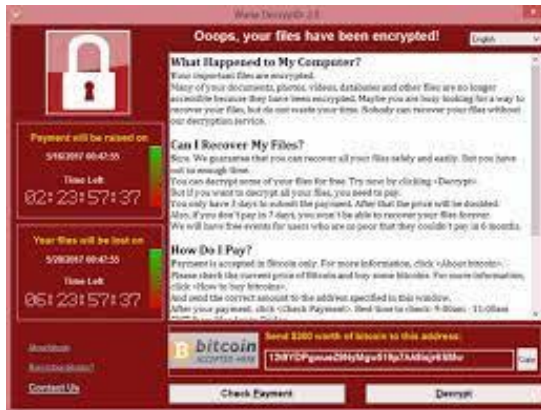 Wana Decrypt0r 2.0
Ooops, your files have been encrypted!
English
What Happened to My Computer?
Your important files are encrypted.
Many of your documents, photos, videos, databases and other files are no longer
accessible because they have been encrypted. Maybe you are busy looking for a way to
recover your files, but do not waste your time. Nobody can recover your files without
our decryption service.
Can I Recover My Files?
Sure. We guarantee that you can recover all your files safely and easily. But you have
not so enough time.
You can decrypt some of your files for free. Try now by clicking <Decrypt>.
But if you want to decrypt all your files, you need to pay.
You only have 3 days to submit the payment. After that the price will be doubled.
Also, if you don't pay in 7 days, you won't be able to recover your files forever.
We will have free events for users who are so poor that they couldn't pay in 6 months.
How Do I Pay?
Payment is accepted in Bitcoin only. For more information, click <About bitcoin>.
Please check the current price of Bitcoin and buy some bitcoins. For more information,
click <How to buy bitcoins>.
And send the correct amount to the address specified in this window.
After your payment, click <Check Payment>. Best time to check: 9:00am - 11:00am
Payment will be raised on
5/16/2017 00:47:55
Time Left
02:23:57:37
Your files will be lost on
5/20/2017 00:47:55
Time Left
06:23:57:37
About bitcoin
How to buy bitcoins?
Contact Us
bitcoin
ACCEPTED HERE
Send $300 worth of bitcoin to this address:
Copy
Check Payment
Decrypt